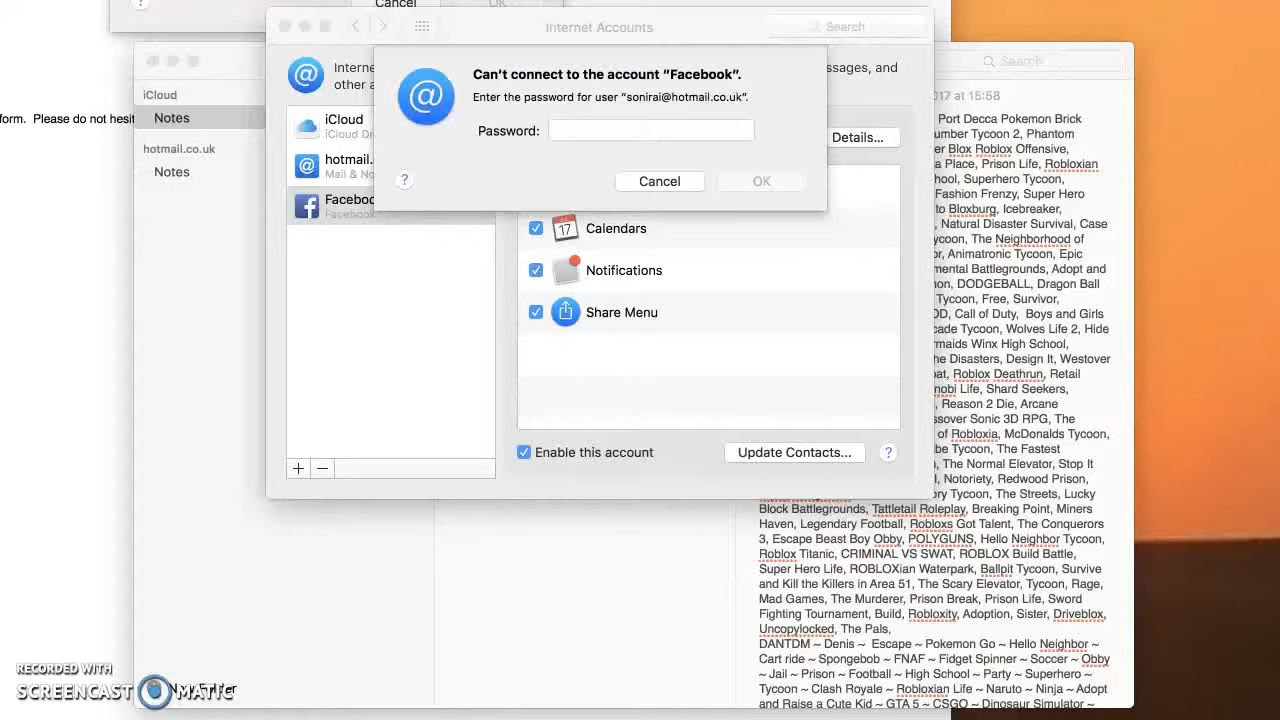 Cancel
OK
?
Internet Accounts
Search
Can't connect to the account "Facebook".
Enter the password for user "sonirai@hotmail.co.uk".
Password:
?
Cancel
OK
Interne
ssages, and
other a
iCloud
iCloud Dr
hotmail.
Mail & No
Faceboo
Facebook
Details...
17
Calendars
Notifications
Share Menu
Enable this account
Update Contacts...
?
+
−
iCloud
Notes
hotmail.co.uk
Notes
form. Please do not hesit
Search
017 at 15:58
Port Decca Pokemon Brick
umber Tycoon 2, Phantom
er Blox Roblox Offensive,
a Place, Prison Life, Robloxian
hool, Superhero Tycoon,
Fashion Frenzy, Super Hero
to Bloxburg, Icebreaker,
, Natural Disaster Survival, Case
ycoon, The Neighborhood of
or, Animatronic Tycoon, Epic
mental Battlegrounds, Adopt and
non, DODGEBALL, Dragon Ball
Tycoon, Free, Survivor,
OD, Call of Duty, Boys and Girls
cade Tycoon, Wolves Life 2, Hide
rmaids Winx High School,
he Disasters, Design It, Westover
oat, Roblox Deathrun, Retail
nobi Life, Shard Seekers,
, Reason 2 Die, Arcane
ossover Sonic 3D RPG, The
of Robloxia, McDonalds Tycoon,
be Tycoon, The Fastest
, The Normal Elevator, Stop It
l, Notoriety, Redwood Prison,
ory Tycoon, The Streets, Lucky
Block Battlegrounds, Tattletail Roleplay, Breaking Point, Miners
Haven, Legendary Football, Robloxs Got Talent, The Conquerors
3, Escape Beast Boy Obby, POLYGUNS, Hello Neighbor Tycoon,
Roblox Titanic, CRIMINAL VS SWAT, ROBLOX Build Battle,
Super Hero Life, ROBLOXian Waterpark, Ballpit Tycoon, Survive
and Kill the Killers in Area 51, The Scary Elevator, Tycoon, Rage,
Mad Games, The Murderer, Prison Break, Prison Life, Sword
Fighting Tournament, Build, Robloxity, Adoption, Sister, Driveblox,
Uncopylocked, The Pals,
DANTDM ~ Denis ~ Escape ~ Pokemon Go ~ Hello Neighbor ~
Cart ride ~ Spongebob ~ FNAF ~ Fidget Spinner ~ Soccer ~ Obby
~ Jail ~ Prison ~ Football ~ High School ~ Party ~ Superhero ~
Tycoon ~ Clash Royale ~ Robloxian Life ~ Naruto ~ Ninja ~ Adopt
and Raise a Cute Kid ~ GTA 5 ~ CSGO ~ Dinosaur Simulator ~
RECORDED WITH
SCREENCAST MATIC